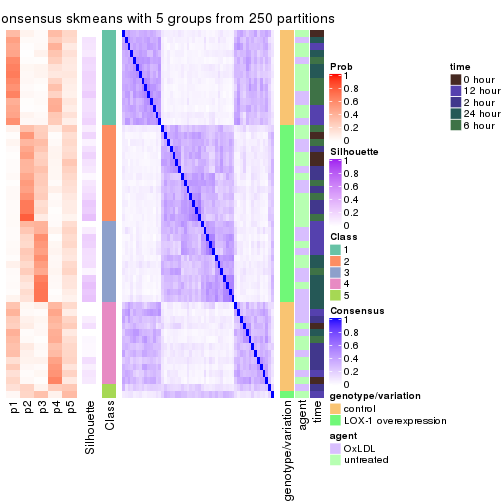 onsensus skmeans with 5 groups from 250 partitions
Prob
1
0.8
0.6
0.4
0.2
0
Silhouette
1
0.8
0.6
0.4
0.2
0
Class
1
2
3
4
5
Consensus
1
0.8
0.6
0.4
0.2
0
genotype/variation
control
LOX-1 overexpression
agent
OxLDL
untreated
time
0 hour
12 hour
2 hour
24 hour
6 hour
p1
p2
p3
p4
p5
Silhouette
Class
genotype/variation
agent
time